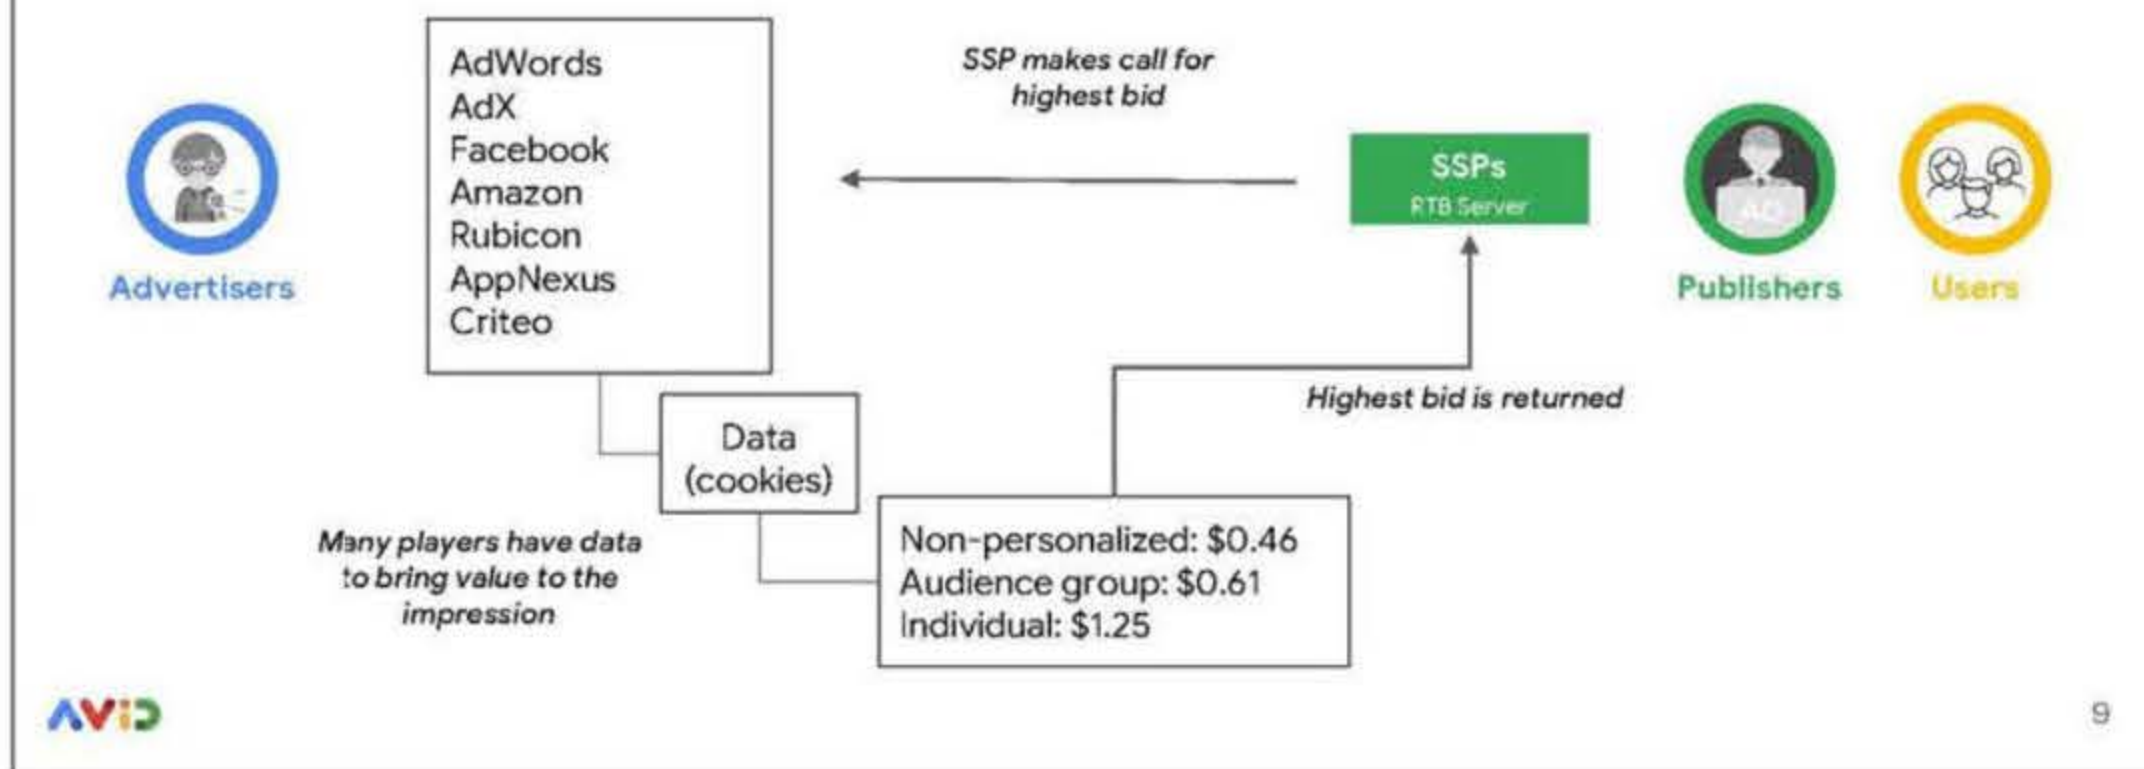 AdWords
AdX
Facebook
Amazon
Rubicon
AppNexus
Criteo
SSP makes call for
highest bid
SSPs
RTB Server
AD
Advertisers
Publishers
Users
Highest bid is returned
Data
(cookies)
Many players have data
to bring value to the
impression
Non-personalized: $0.46
Audience group: $0.61
Individual: $1.25
AViD
9